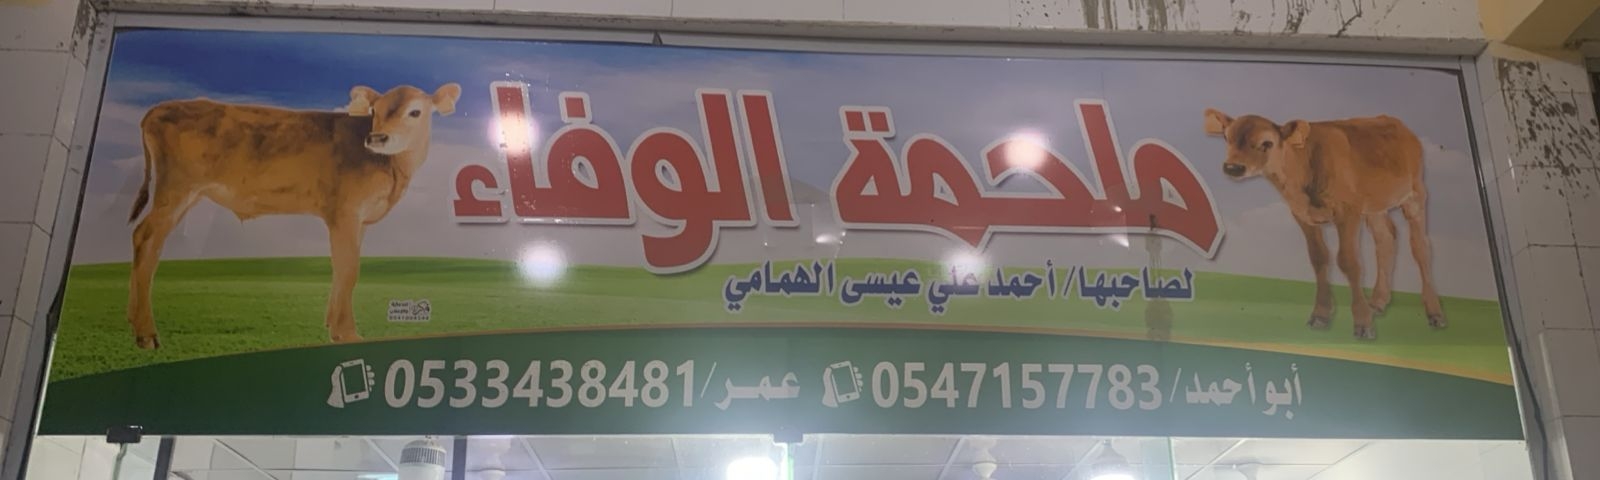 ملحمة الوفاء
لصاحبها/ أحمد علي عيسى الهمامي
أبو أحمد/ 0547157783 عمر/ 0533438481